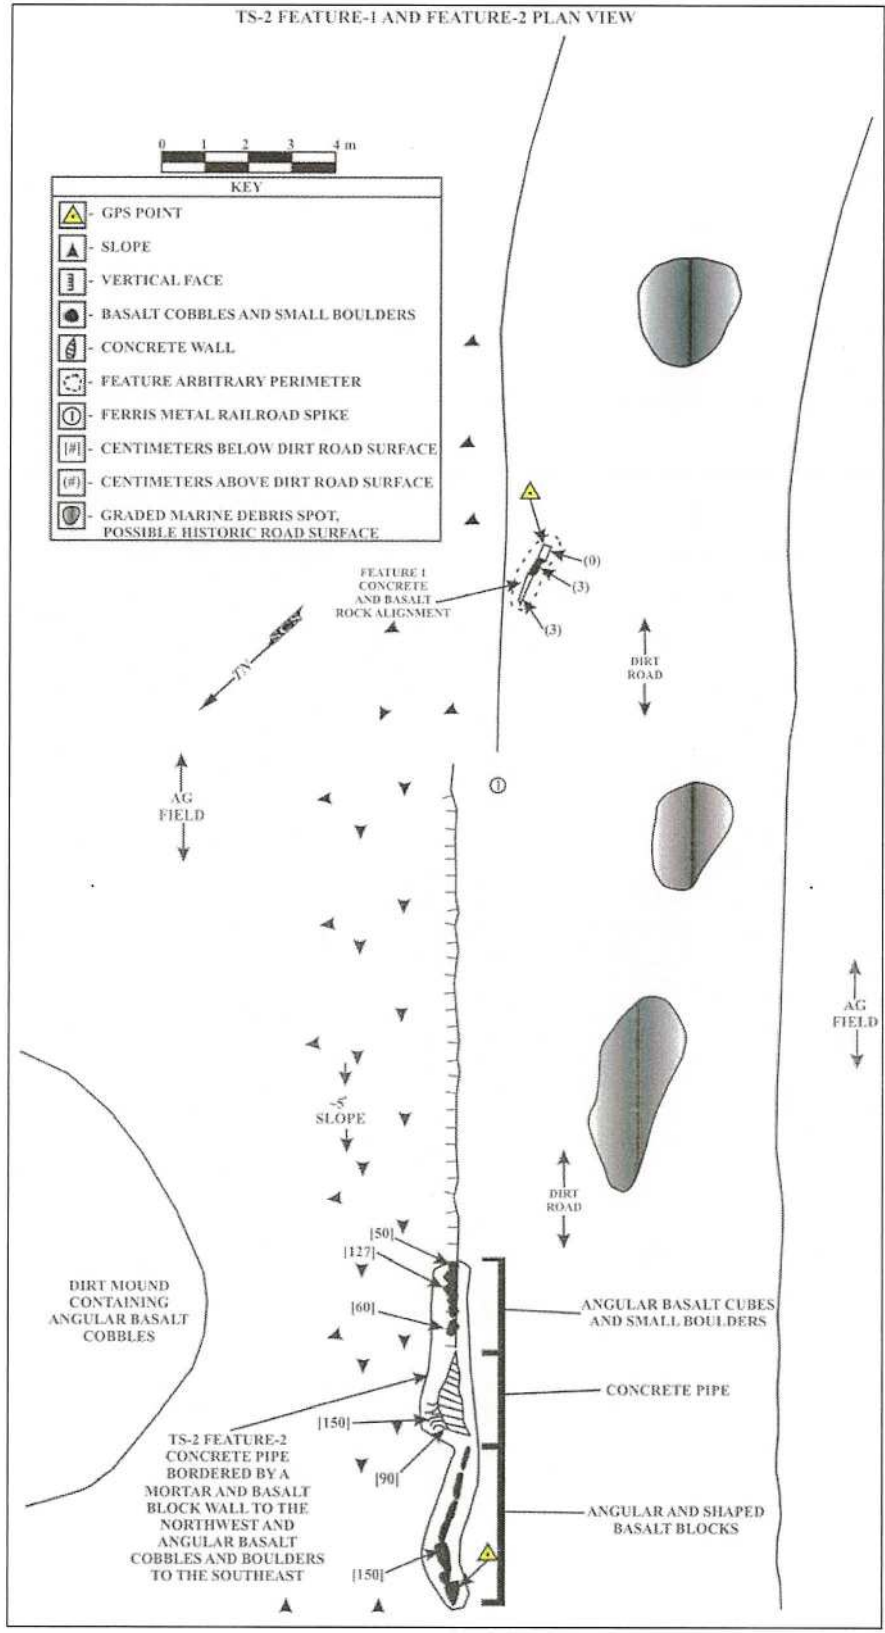 TS-2 FEATURE-1 AND FEATURE-2 PLAN VIEW
0 1 2 3 4 m
KEY
- GPS POINT
- SLOPE
- VERTICAL FACE
- BASALT COBBLES AND SMALL BOULDERS
- CONCRETE WALL
- FEATURE ARBITRARY PERIMETER
- FERRIS METAL RAILROAD SPIKE
[#] - CENTIMETERS BELOW DIRT ROAD SURFACE
(#) - CENTIMETERS ABOVE DIRT ROAD SURFACE
- GRADED MARINE DEBRIS SPOT,
POSSIBLE HISTORIC ROAD SURFACE
(0)
(3)
(3)
FEATURE 1
CONCRETE
AND BASALT
ROCK ALIGNMENT
TN
DIRT
ROAD
AG
FIELD
AG
FIELD
~5°
SLOPE
DIRT
ROAD
[50]
[127]
[60]
[150]
[90]
[150]
DIRT MOUND
CONTAINING
ANGULAR BASALT
COBBLES
ANGULAR BASALT CUBES
AND SMALL BOULDERS
CONCRETE PIPE
ANGULAR AND SHAPED
BASALT BLOCKS
TS-2 FEATURE-2
CONCRETE PIPE
BORDERED BY A
MORTAR AND BASALT
BLOCK WALL TO THE
NORTHWEST AND
ANGULAR BASALT
COBBLES AND BOULDERS
TO THE SOUTHEAST